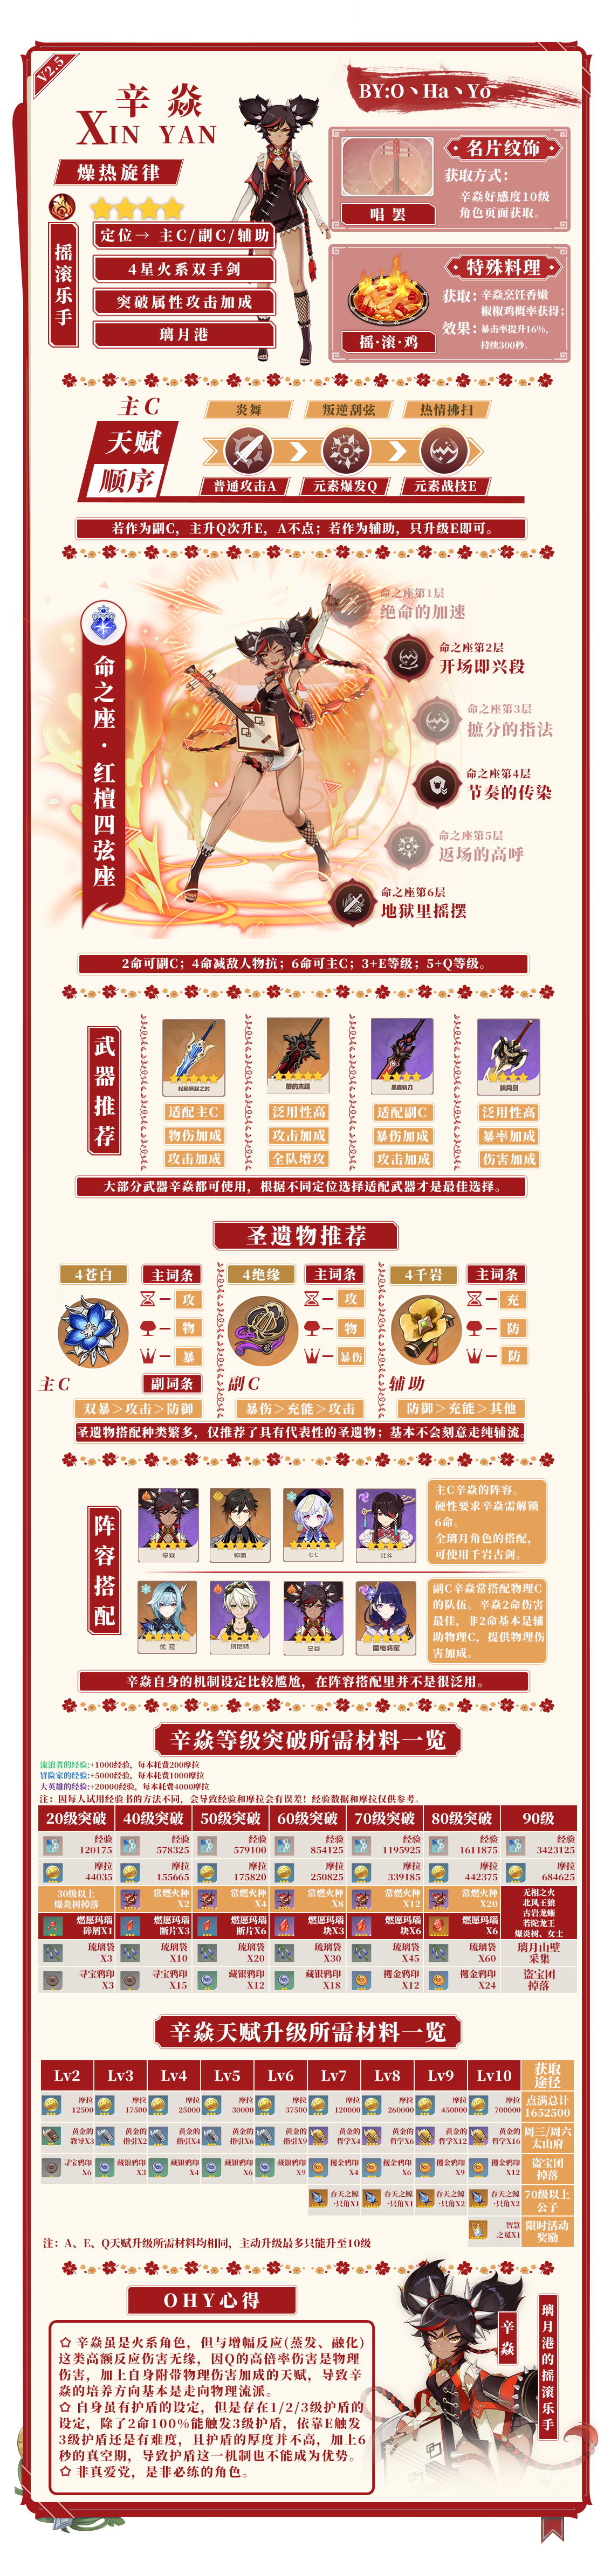 V2.5
辛焱
XIN YAN
BY:O丶Ha丶Yo
燥热旋律
摇滚乐手
定位→ 主C/副C/辅助
4星火系双手剑
突破属性攻击加成
璃月港
名片纹饰
获取方式：
辛焱好感度10级
角色页面获取。
唱罢
特殊料理
获取：辛焱烹饪香嫩
椒椒鸡概率获得；
效果：暴击率提升16%，
持续300秒。
摇·滚·鸡
主C
天赋
顺序
炎舞
叛逆刮弦
热情拂扫
普通攻击A
元素爆发Q
元素战技E
若作为副C，主升Q次升E，A不点；若作为辅助，只升级E即可。
命之座·红檀四弦座
命之座第1层
绝命的加速
命之座第2层
开场即兴段
命之座第3层
摭分的指法
命之座第4层
节奏的传染
命之座第5层
返场的高呼
命之座第6层
地狱里摇摆
2命可副C；4命减敌人物抗；6命可主C；3+E等级；5+Q等级。
武器推荐
松籁响起之时
螭骨剑
适配主C
泛用性高
适配副C
泛用性高
物伤加成
攻击加成
暴伤加成
暴率加成
攻击加成
全队增攻
攻击加成
伤害加成
大部分武器辛焱都可使用，根据不同定位选择适配武器才是最佳选择。
圣遗物推荐
4苍白
主词条
4绝缘
主词条
4千岩
主词条
攻
攻
充
物
物
防
暴
暴伤
防
主C
副词条
副C
辅助
双暴＞攻击＞防御
暴伤＞充能＞攻击
防御＞充能＞其他
圣遗物搭配种类繁多，仅推荐了具有代表性的圣遗物；基本不会刻意走纯辅流。
阵容搭配
辛焱
钟离
七七
北斗
主C辛焱的阵容。
硬性要求辛焱需解锁
6命。
全璃月角色的搭配，
可使用千岩古剑。
优菈
班尼特
辛焱
雷电将军
副C辛焱常搭配物理C
的队伍。辛焱2命伤害
最佳，非2命基本是辅
助物理C，提供物理伤
害加成。
辛焱自身的机制设定比较尴尬，在阵容搭配里并不是很泛用。
辛焱等级突破所需材料一览
流浪者的经验:+1000经验，每本耗费200摩拉
冒险家的经验:+5000经验，每本耗费1000摩拉
大英雄的经验:+20000经验，每本耗费4000摩拉
注：因每人试用经验书的方法不同，会导致经验和摩拉会有误差！经验数据和摩拉仅供参考。
20级突破 40级突破 50级突破 60级突破 70级突破 80级突破 90级
经验 经验 经验 经验 经验 经验 经验
120175 578325 579100 854125 1195925 1611875 3423125
摩拉 摩拉 摩拉 摩拉 摩拉 摩拉 摩拉
44035 155665 175820 250825 339185 442375 684625
30级以上 常燃火种 常燃火种 常燃火种 常燃火种 常燃火种
爆炎树掉落 X2 X4 X8 X12 X20
无相之火
北风王狼
古岩龙蜥
若陀龙王
爆炎树、女士
燃愿玛瑙 燃愿玛瑙 燃愿玛瑙 燃愿玛瑙 燃愿玛瑙 燃愿玛瑙
碎屑X1 断片X3 断片X6 块X3 块X6 X6
琉璃袋 琉璃袋 琉璃袋 琉璃袋 琉璃袋 琉璃袋 璃月山壁
X3 X10 X20 X30 X45 X60 采集
寻宝鸦印 寻宝鸦印 藏银鸦印 藏银鸦印 攫金鸦印 攫金鸦印 盗宝团
X3 X15 X12 X18 X12 X24 掉落
辛焱天赋升级所需材料一览
Lv2 Lv3 Lv4 Lv5 Lv6 Lv7 Lv8 Lv9 Lv10 获取
途径
摩拉 摩拉 摩拉 摩拉 摩拉 摩拉 摩拉 摩拉 摩拉 点满总计
12500 17500 25000 30000 37500 120000 260000 450000 700000 1652500
黄金的 黄金的 黄金的 黄金的 黄金的 黄金的 黄金的 黄金的 黄金的 周三/周六
教导X3 指引X2 指引X4 指引X6 指引X9 哲学X4 哲学X6 哲学X12 哲学X16 太山府
寻宝鸦印 藏银鸦印 藏银鸦印 藏银鸦印 藏银鸦印 攫金鸦印 攫金鸦印 攫金鸦印 攫金鸦印 盗宝团
X6 X3 X4 X6 X9 X4 X6 X9 X12 掉落
吞天之鲸 吞天之鲸 吞天之鲸 吞天之鲸 70级以上
·只角X1 ·只角X1 ·只角X2 ·只角X2 公子
智慧 限时活动
之冕X1 奖励
注：A、E、Q天赋升级所需材料均相同，主动升级最多只能升至10级
OHY心得
辛焱虽是火系角色，但与增幅反应(蒸发、融化)
这类高额反应伤害无缘，因Q的高倍率伤害是物理
伤害，加上自身附带物理伤害加成的天赋，导致辛
焱的培养方向基本是走向物理流派。
自身虽有护盾的设定，但是存在1/2/3级护盾的
设定，除了2命100%能触发3级护盾，依靠E触发
3级护盾还是有难度，且护盾的厚度并不高，加上6
秒的真空期，导致护盾这一机制也不能成为优势。
非真爱党，是非必练的角色。
辛焱
璃月港的摇滚乐手